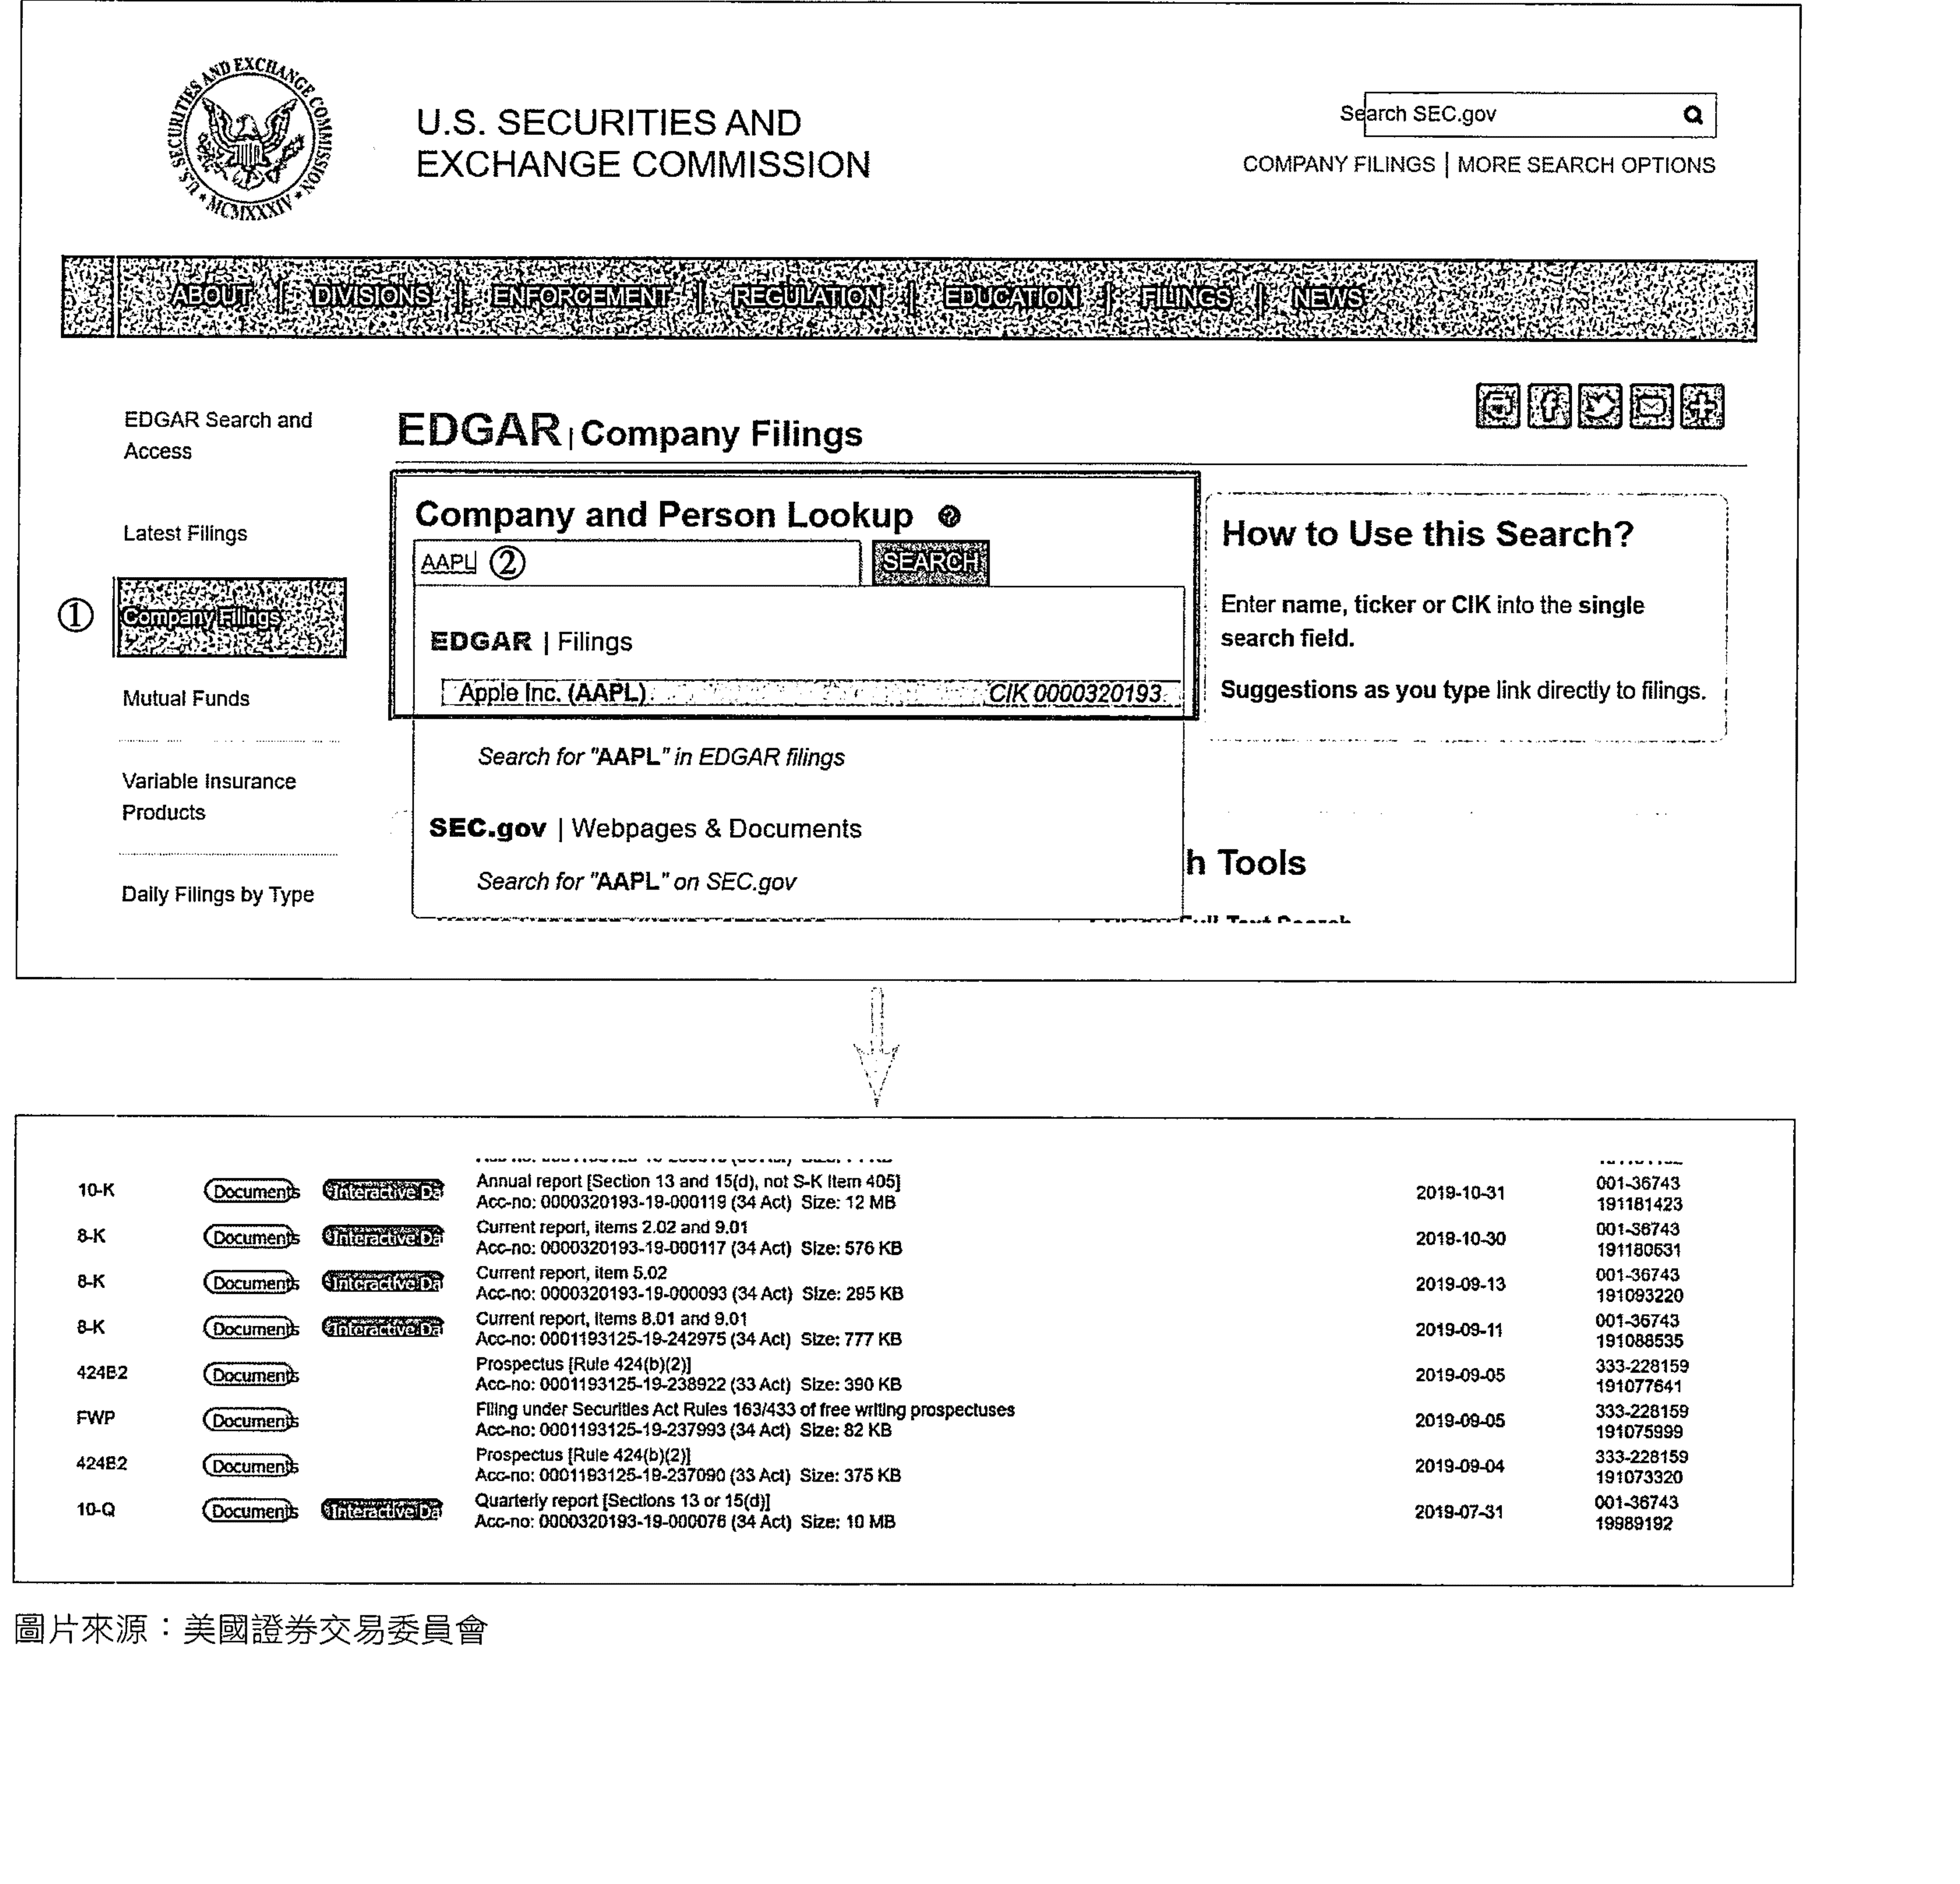 U.S. SECURITIES AND EXCHANGE COMMISSION
MCMXXXIV
U.S. SECURITIES AND
EXCHANGE COMMISSION
Search SEC.gov
COMPANY FILINGS | MORE SEARCH OPTIONS
ABOUT | DIVISIONS | ENFORCEMENT | REGULATION | EDUCATION | FILINGS | NEWS
EDGAR Search and
Access
Latest Filings
① Company Filings
Mutual Funds
Variable Insurance
Products
Daily Filings by Type
EDGAR | Company Filings
Company and Person Lookup
AAPL ② SEARCH
EDGAR | Filings
Apple Inc. (AAPL) CIK 0000320193
Search for "AAPL" in EDGAR filings
SEC.gov | Webpages & Documents
Search for "AAPL" on SEC.gov
How to Use this Search?
Enter name, ticker or CIK into the single
search field.
Suggestions as you type link directly to filings.
h Tools
Full Text Search
10-K Documents Interactive Da Annual report [Section 13 and 15(d), not S-K Item 405] 2019-10-31 001-36743
Acc-no: 0000320193-19-000119 (34 Act) Size: 12 MB 191181423
8-K Documents Interactive Da Current report, items 2.02 and 9.01 2019-10-30 001-36743
Acc-no: 0000320193-19-000117 (34 Act) Size: 576 KB 191180631
8-K Documents Interactive Da Current report, item 5.02 2019-09-13 001-36743
Acc-no: 0000320193-19-000093 (34 Act) Size: 295 KB 191093220
8-K Documents Interactive Da Current report, items 8.01 and 9.01 2019-09-11 001-36743
Acc-no: 0001193125-19-242975 (34 Act) Size: 777 KB 191088535
424B2 Documents Prospectus [Rule 424(b)(2)] 2019-09-05 333-228159
Acc-no: 0001193125-19-238922 (33 Act) Size: 390 KB 191077641
FWP Documents Filing under Securities Act Rules 163/433 of free writing prospectuses 2019-09-05 333-228159
Acc-no: 0001193125-19-237993 (34 Act) Size: 82 KB 191075999
424B2 Documents Prospectus [Rule 424(b)(2)] 2019-09-04 333-228159
Acc-no: 0001193125-19-237090 (33 Act) Size: 375 KB 191073320
10-Q Documents Interactive Da Quarterly report [Sections 13 or 15(d)] 2019-07-31 001-36743
Acc-no: 0000320193-19-000076 (34 Act) Size: 10 MB 19989192
圖片來源：美國證券交易委員會